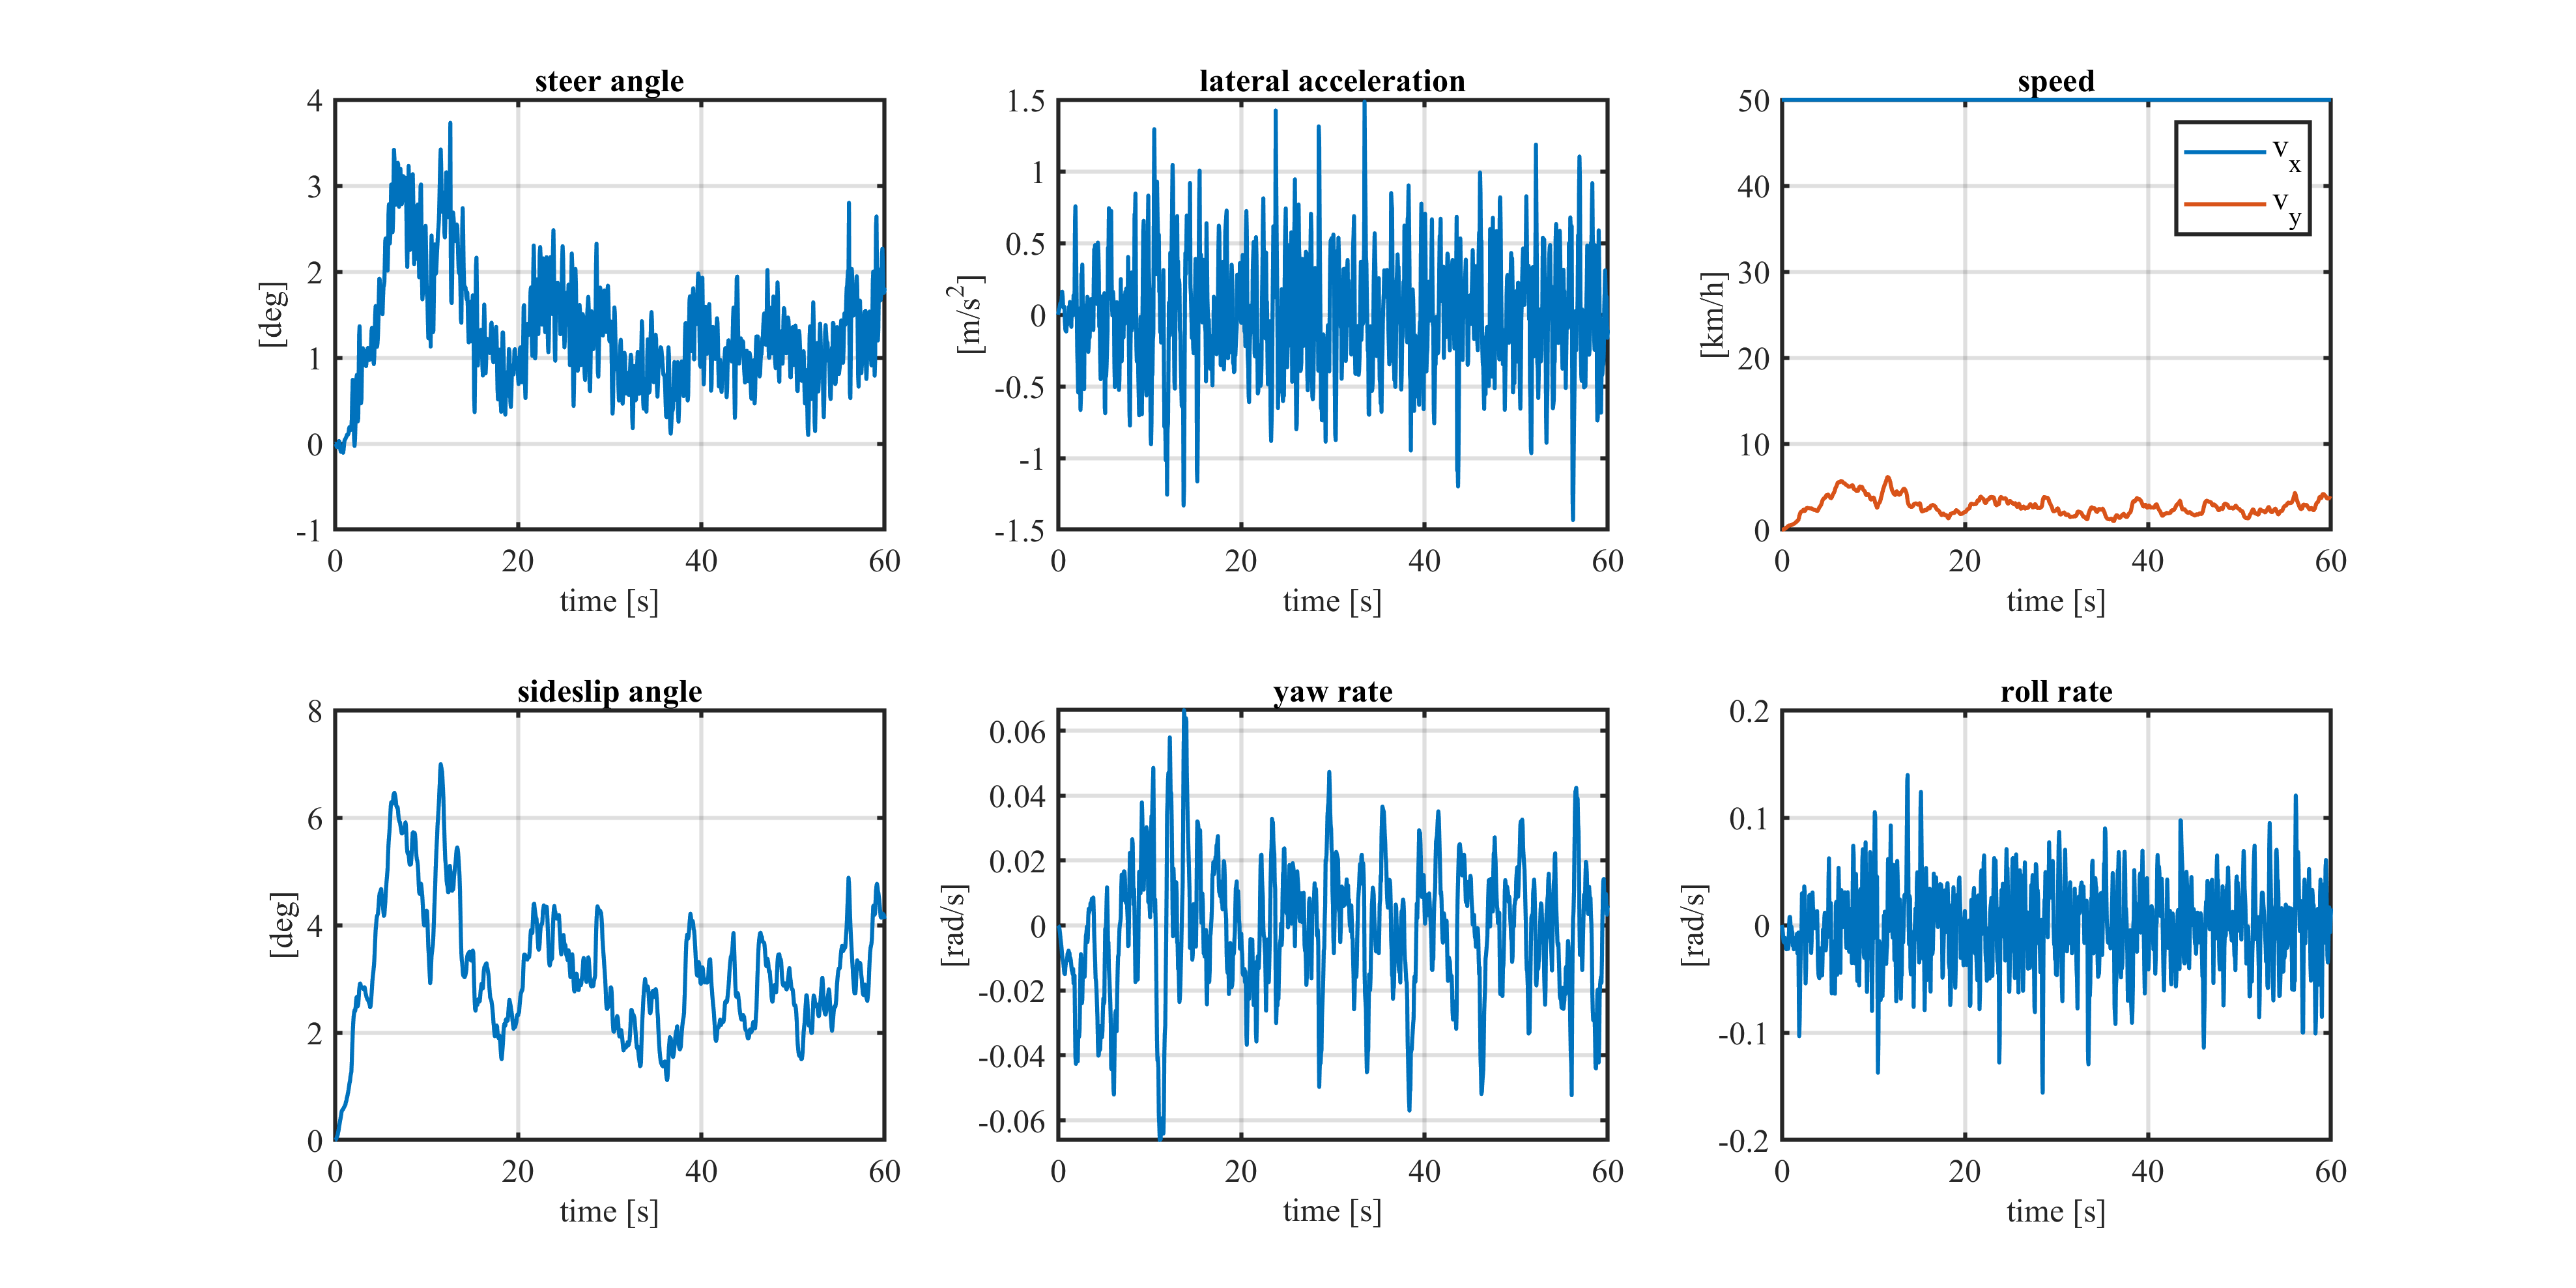 steer angle
4
3
2
1
0
-1
[deg]
0 20 40 60
time [s]
lateral acceleration
1.5
1
0.5
0
-0.5
-1
-1.5
[m/s²]
0 20 40 60
time [s]
speed
50
40
30
20
10
0
[km/h]
v_x
v_y
0 20 40 60
time [s]
sideslip angle
8
6
4
2
0
[deg]
0 20 40 60
time [s]
yaw rate
0.06
0.04
0.02
0
-0.02
-0.04
-0.06
[rad/s]
0 20 40 60
time [s]
roll rate
0.2
0.1
0
-0.1
-0.2
[rad/s]
0 20 40 60
time [s]